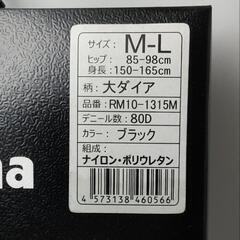 サイズ: M-L
ヒップ: 85-98cm
身長: 150-165cm
柄: 大ダイア
品番: RM10-1315M
デニール数: 80D
カラー: ブラック
組成:
ナイロン・ポリウレタン
4 573138 460566
na